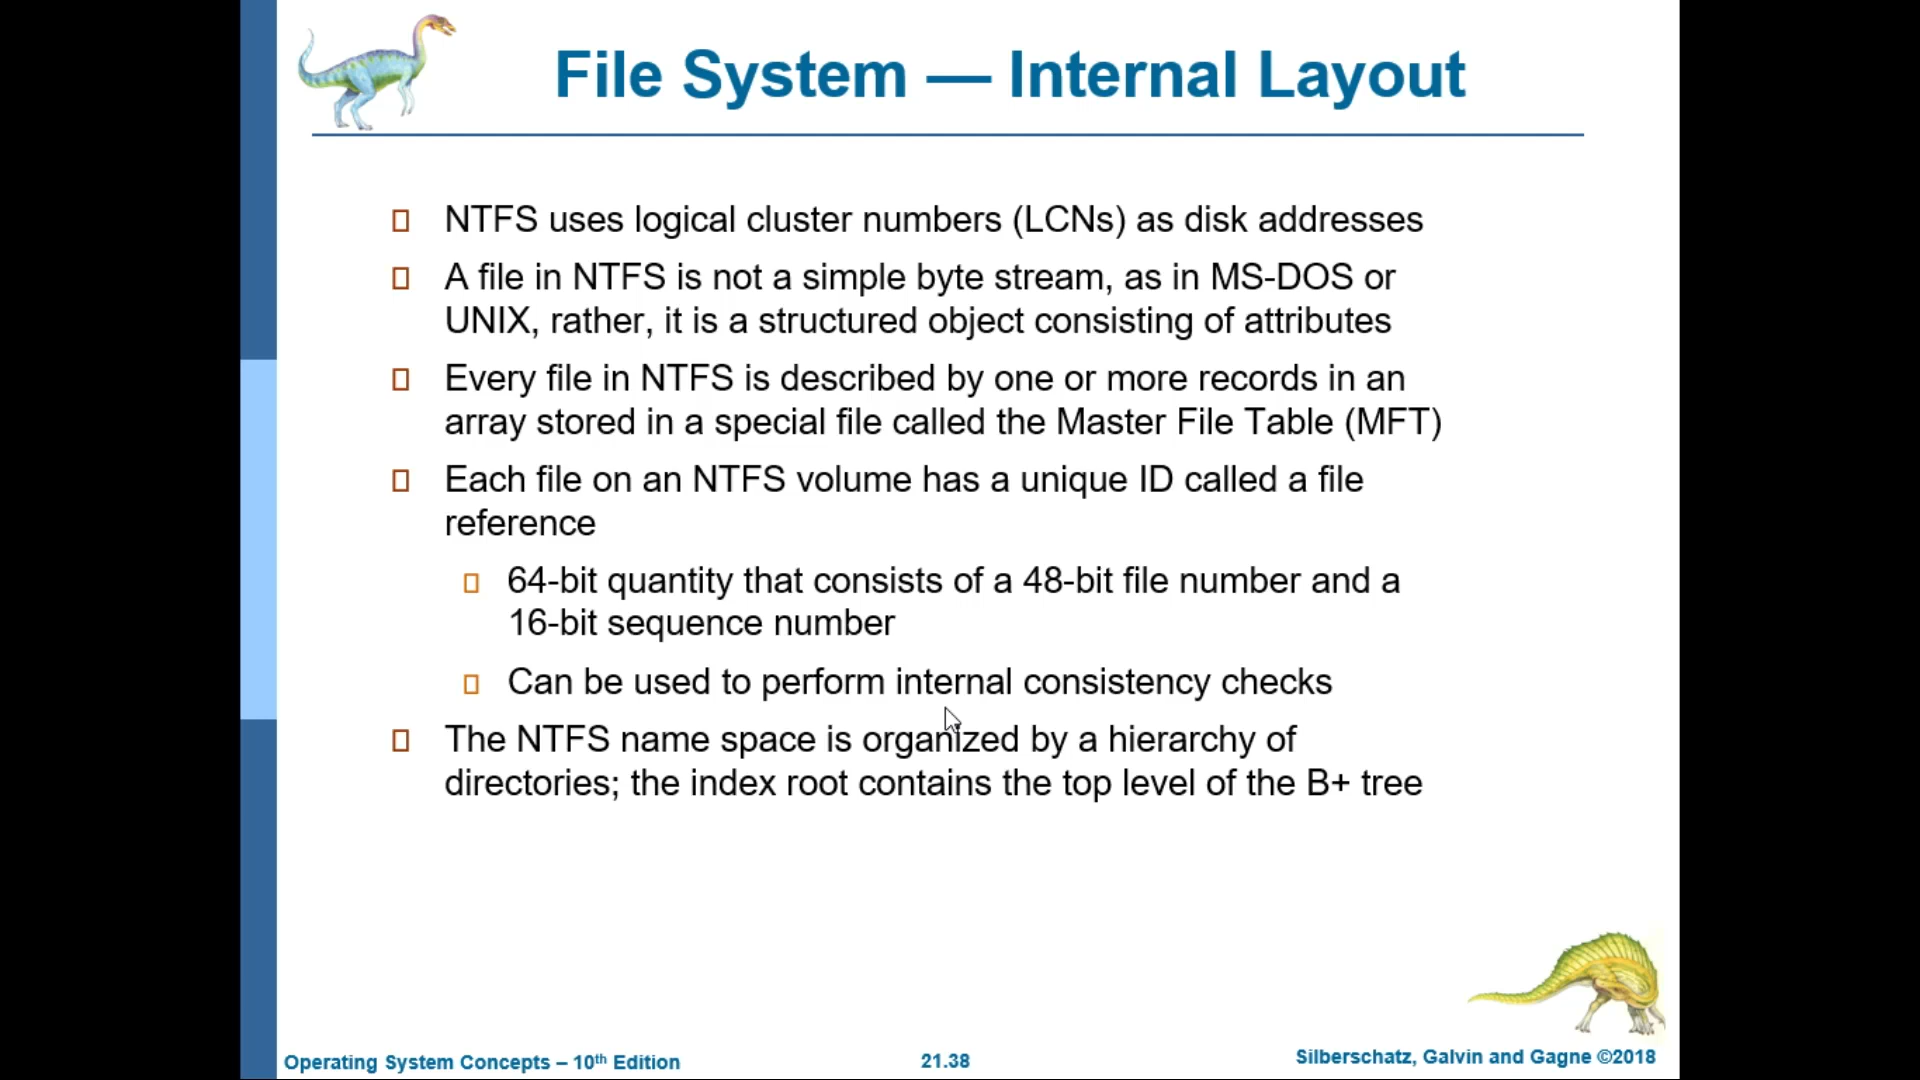 File System — Internal Layout
NTFS uses logical cluster numbers (LCNs) as disk addresses
A file in NTFS is not a simple byte stream, as in MS-DOS or
UNIX, rather, it is a structured object consisting of attributes
Every file in NTFS is described by one or more records in an
array stored in a special file called the Master File Table (MFT)
Each file on an NTFS volume has a unique ID called a file
reference
64-bit quantity that consists of a 48-bit file number and a
16-bit sequence number
Can be used to perform internal consistency checks
The NTFS name space is organized by a hierarchy of
directories; the index root contains the top level of the B+ tree
Operating System Concepts – 10th Edition
21.38
Silberschatz, Galvin and Gagne ©2018